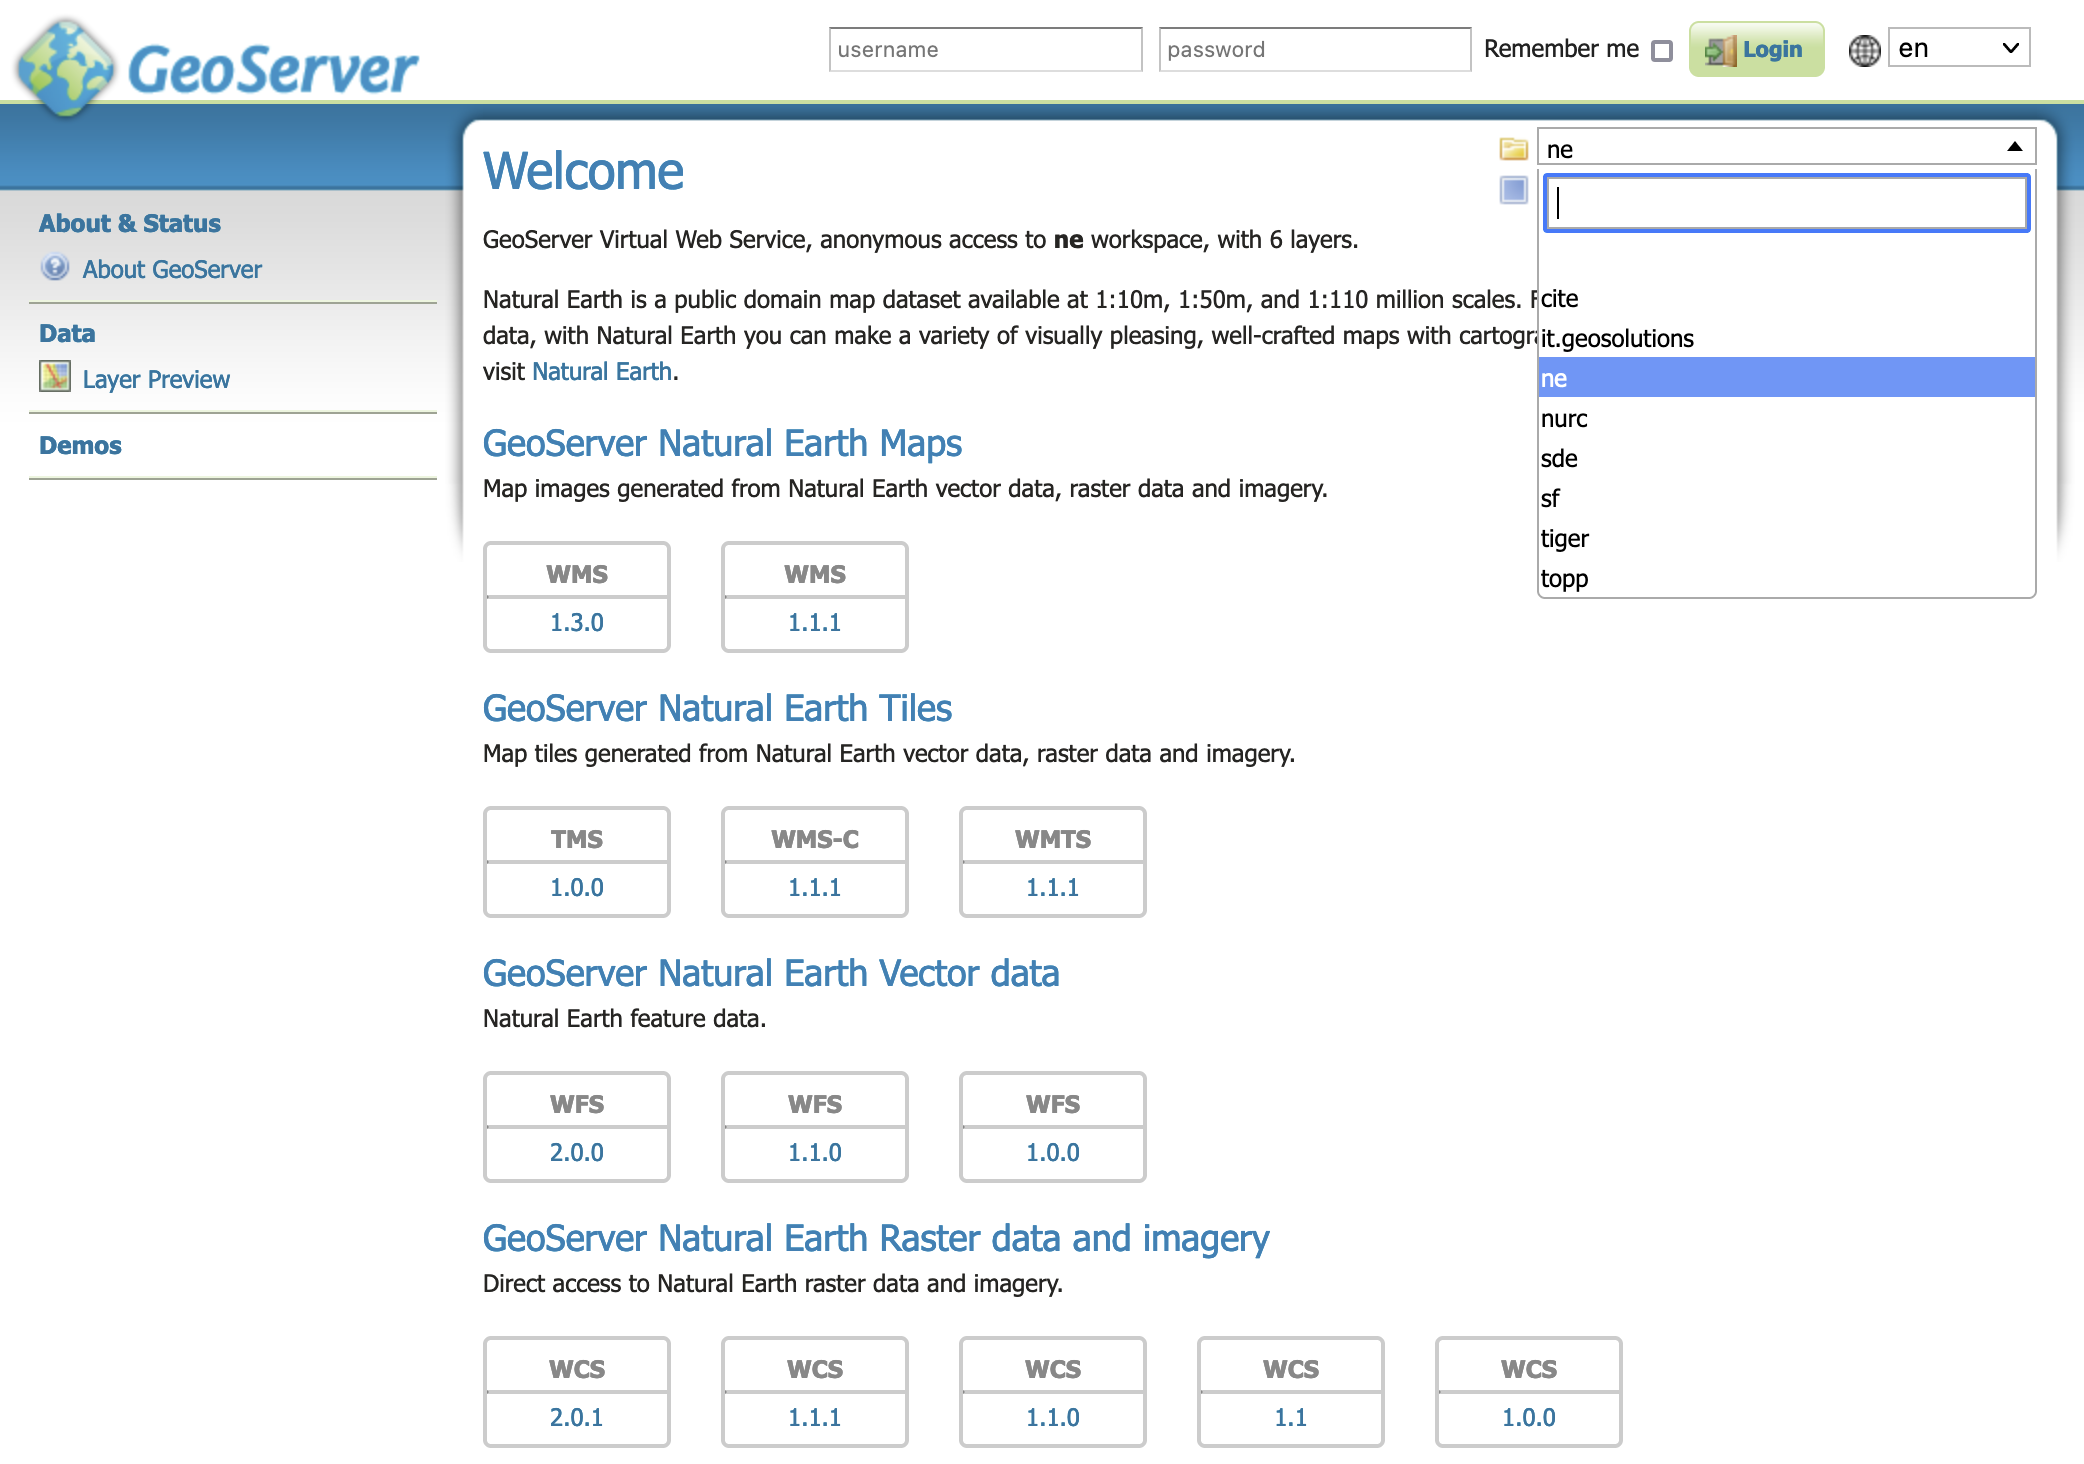 GeoServer
username
password
Remember me
Login
en
About & Status
About GeoServer
Data
Layer Preview
Demos
Welcome
GeoServer Virtual Web Service, anonymous access to ne workspace, with 6 layers.
Natural Earth is a public domain map dataset available at 1:10m, 1:50m, and 1:110 million scales.
data, with Natural Earth you can make a variety of visually pleasing, well-crafted maps with
visit Natural Earth.
ne
cite
it.geosolutions
ne
nurc
sde
sf
tiger
topp
GeoServer Natural Earth Maps
Map images generated from Natural Earth vector data, raster data and imagery.
WMS
1.3.0
WMS
1.1.1
GeoServer Natural Earth Tiles
Map tiles generated from Natural Earth vector data, raster data and imagery.
TMS
1.0.0
WMS-C
1.1.1
WMTS
1.1.1
GeoServer Natural Earth Vector data
Natural Earth feature data.
WFS
2.0.0
WFS
1.1.0
WFS
1.0.0
GeoServer Natural Earth Raster data and imagery
Direct access to Natural Earth raster data and imagery.
WCS
2.0.1
WCS
1.1.1
WCS
1.1.0
WCS
1.1
WCS
1.0.0